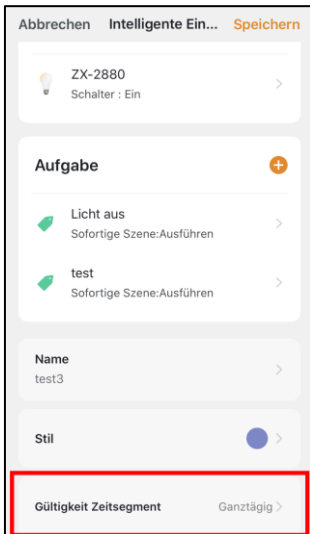 Abbrechen Intelligente Ein... Speichern
ZX-2880
Schalter : Ein
Aufgabe
Licht aus
Sofortige Szene:Ausführen
test
Sofortige Szene:Ausführen
Name
test3
Stil
Gültigkeit Zeitsegment Ganztägig